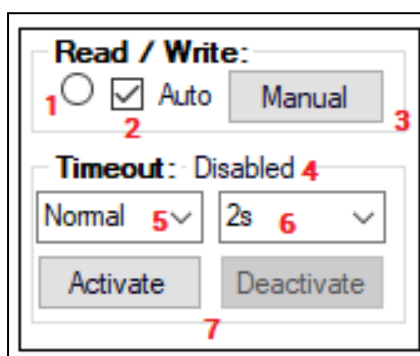 Read / Write:
1 Auto Manual
2 3
Timeout: Disabled 4
Normal 5 2s 6
Activate Deactivate
7